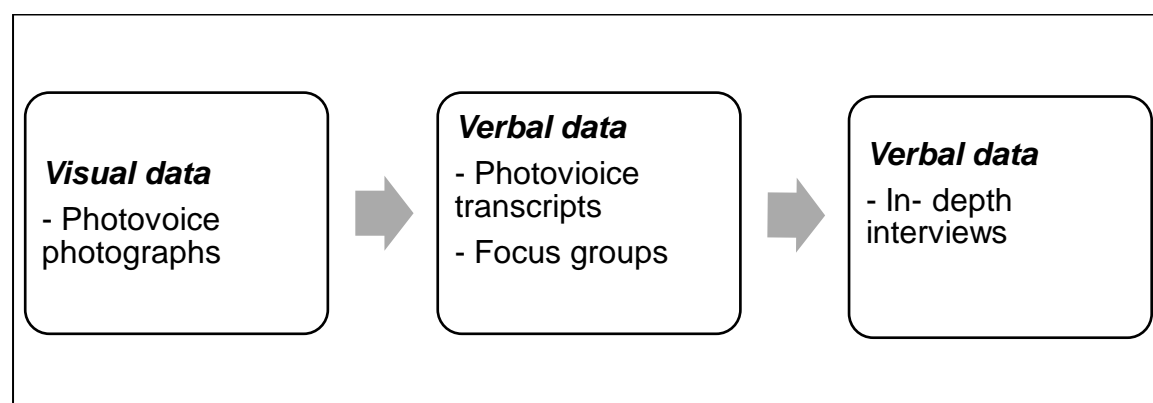 Visual data
- Photovoice
photographs
Verbal data
- Photovioice
transcripts
- Focus groups
Verbal data
- In- depth
interviews